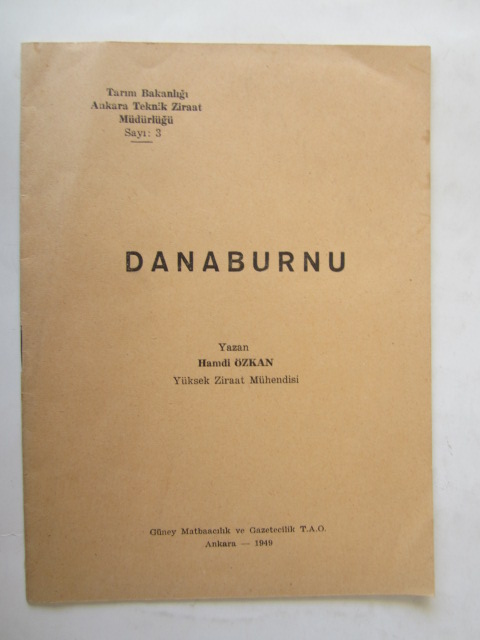 Tarım Bakanlığı
Ankara Teknik Ziraat
Müdürlüğü
Sayı: 3
DANABURNU
Yazan
Hamdi ÖZKAN
Yüksek Ziraat Mühendisi
Güney Matbaacılık ve Gazetecilik T.A.O.
Ankara — 1949